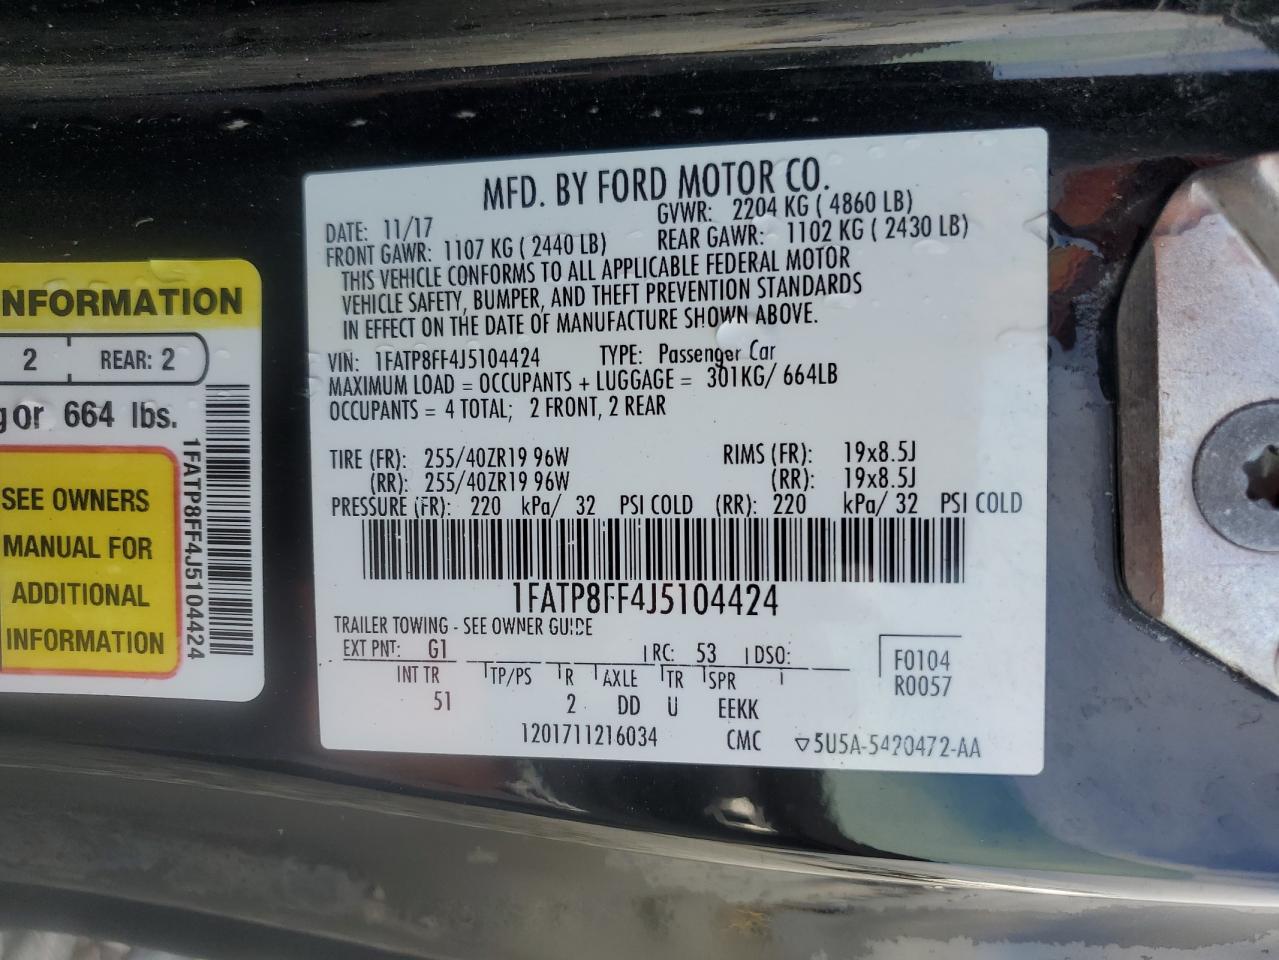 MFD. BY FORD MOTOR CO.
DATE: 11/17 GVWR: 2204 KG ( 4860 LB)
FRONT GAWR: 1107 KG ( 2440 LB) REAR GAWR: 1102 KG ( 2430 LB)
THIS VEHICLE CONFORMS TO ALL APPLICABLE FEDERAL MOTOR
VEHICLE SAFETY, BUMPER, AND THEFT PREVENTION STANDARDS
IN EFFECT ON THE DATE OF MANUFACTURE SHOWN ABOVE.
VIN: 1FATP8FF4J5104424 TYPE: Passenger Car
MAXIMUM LOAD = OCCUPANTS + LUGGAGE = 301KG/ 664LB
OCCUPANTS = 4 TOTAL; 2 FRONT, 2 REAR
TIRE (FR): 255/40ZR19 96W RIMS (FR): 19x8.5J
(RR): 255/40ZR19 96W (RR): 19x8.5J
PRESSURE (FR): 220 kPa/ 32 PSI COLD (RR): 220 kPa/ 32 PSI COLD
1FATP8FF4J5104424
TRAILER TOWING - SEE OWNER GUIDE
EXT PNT: G1 RC: 53 DSO:
INT TR TP/PS R AXLE TR SPR
51 2 DD U EEKK
F0104
R0057
1201711216034 CMC ▽5U5A-5420472-AA
NFORMATION
2 REAR: 2
g or 664 lbs.
SEE OWNERS
MANUAL FOR
ADDITIONAL
INFORMATION
1FATP8FF4J5104424